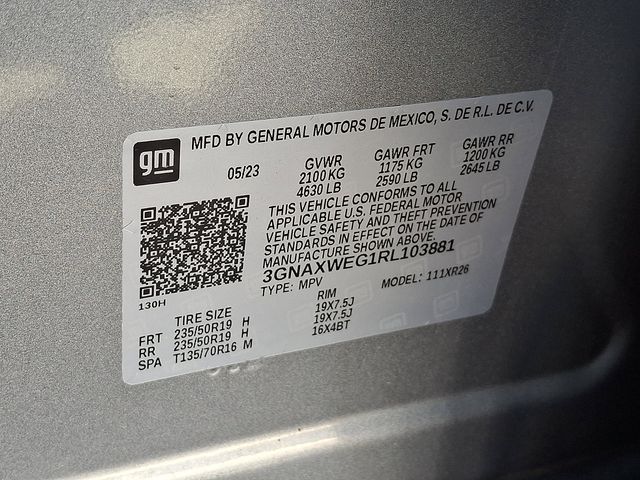 gm
MFD BY GENERAL MOTORS DE MEXICO, S. DE R.L. DE C.V.
05/23 GVWR GAWR FRT GAWR RR
2100 KG 1175 KG 1200 KG
4630 LB 2590 LB 2645 LB
THIS VEHICLE CONFORMS TO ALL
APPLICABLE U.S. FEDERAL MOTOR
VEHICLE SAFETY AND THEFT PREVENTION
STANDARDS IN EFFECT ON THE DATE OF
MANUFACTURE SHOWN ABOVE.
3GNAXWEG1RL103881
TYPE: MPV MODEL: 111XR26
130H
TIRE SIZE RIM
FRT 235/50R19 H 19X7.5J
RR 235/50R19 H 19X7.5J
SPA T135/70R16 M 16X4BT